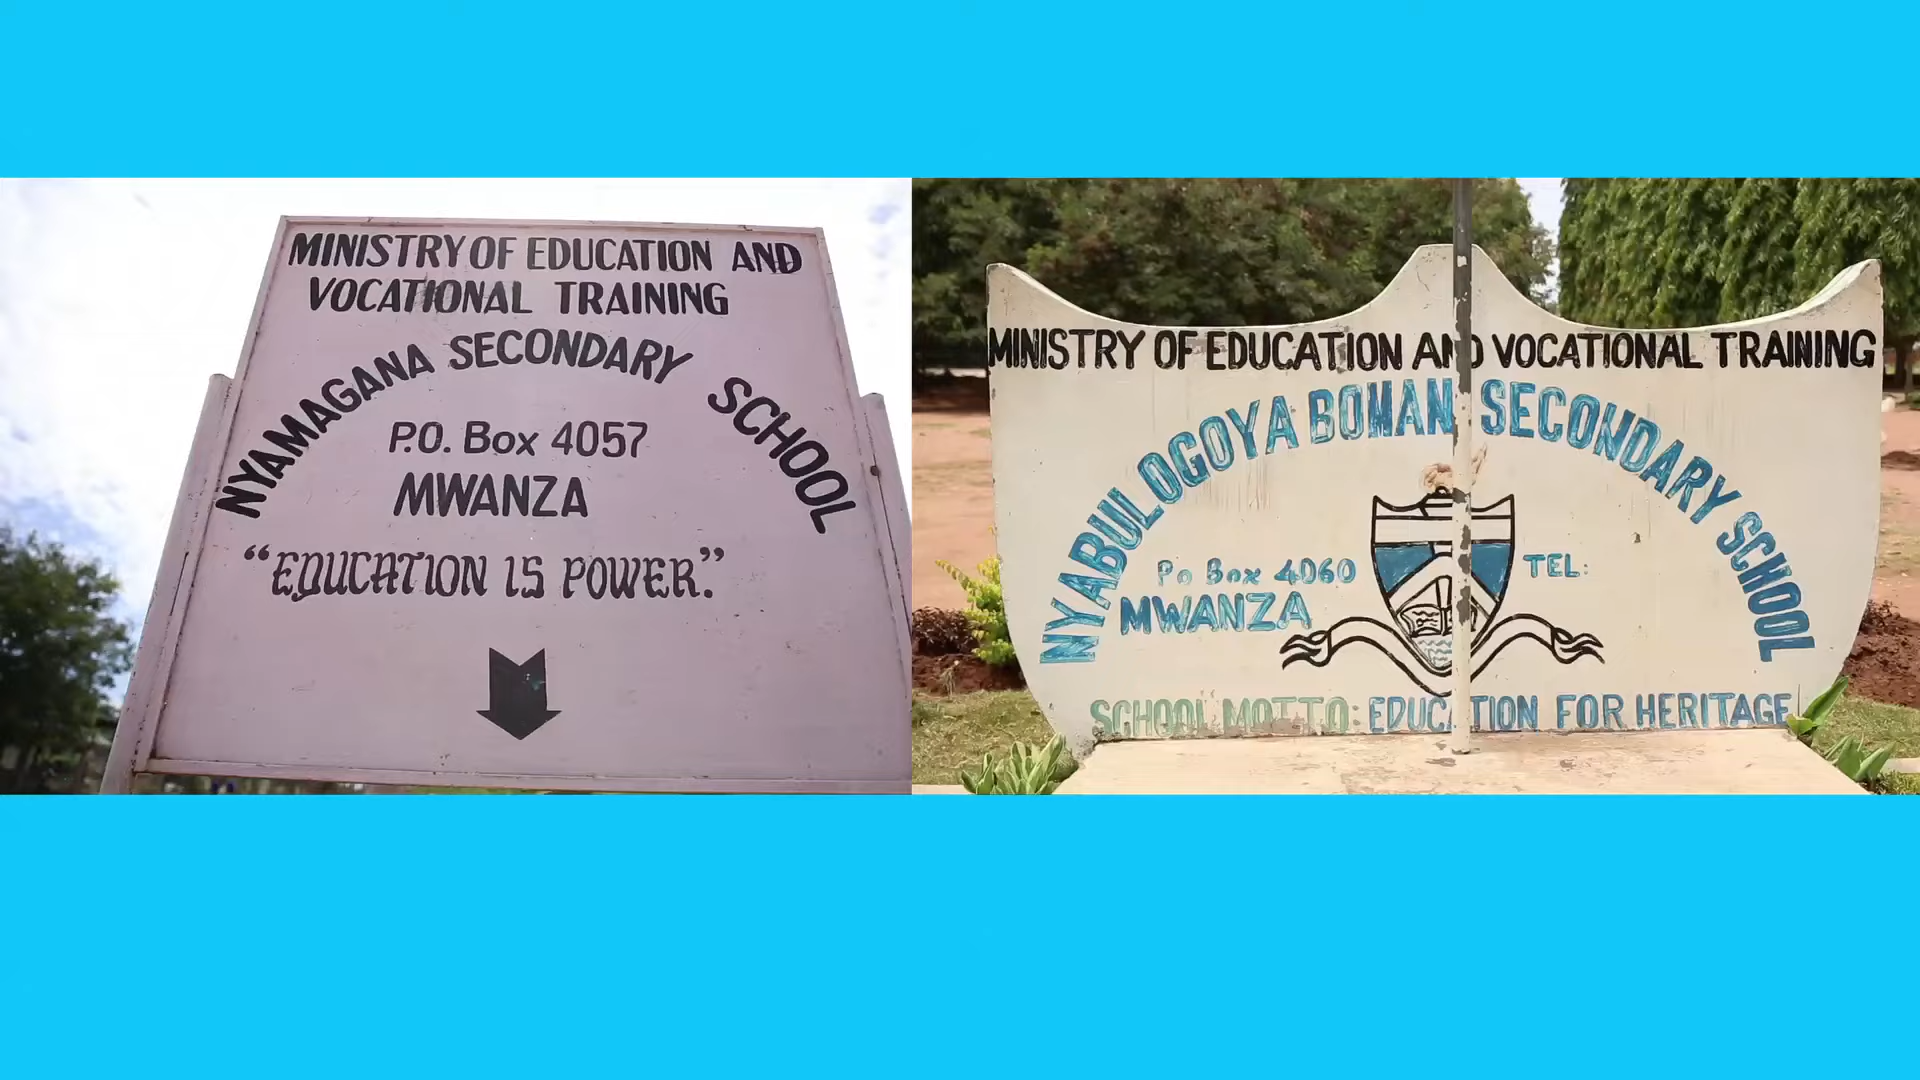 MINISTRY OF EDUCATION AND
VOCATIONAL TRAINING
NYAMAGANA SECONDARY SCHOOL
P.O. Box 4057
MWANZA
“EDUCATION IS POWER.”
MINISTRY OF EDUCATION AND VOCATIONAL TRAINING
NYABULOGOYA BOMAN SECONDARY SCHOOL
Po Box 4060
MWANZA
TEL:
SCHOOL MOTTO: EDUCATION FOR HERITAGE